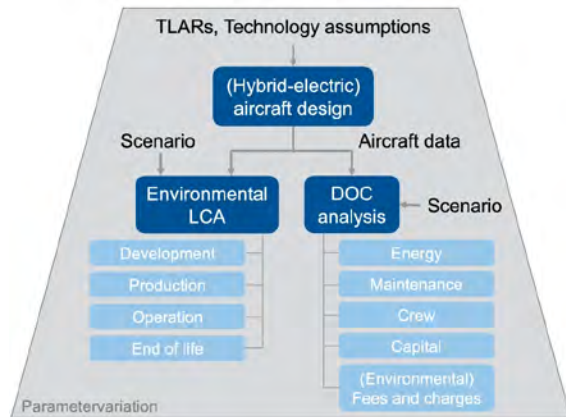 TLARs, Technology assumptions
(Hybrid-electric)
aircraft design
Scenario
Aircraft data
Environmental
LCA
DOC
analysis
Scenario
Development
Production
Operation
End of life
Energy
Maintenance
Crew
Capital
(Environmental)
Fees and charges
Parametervariation